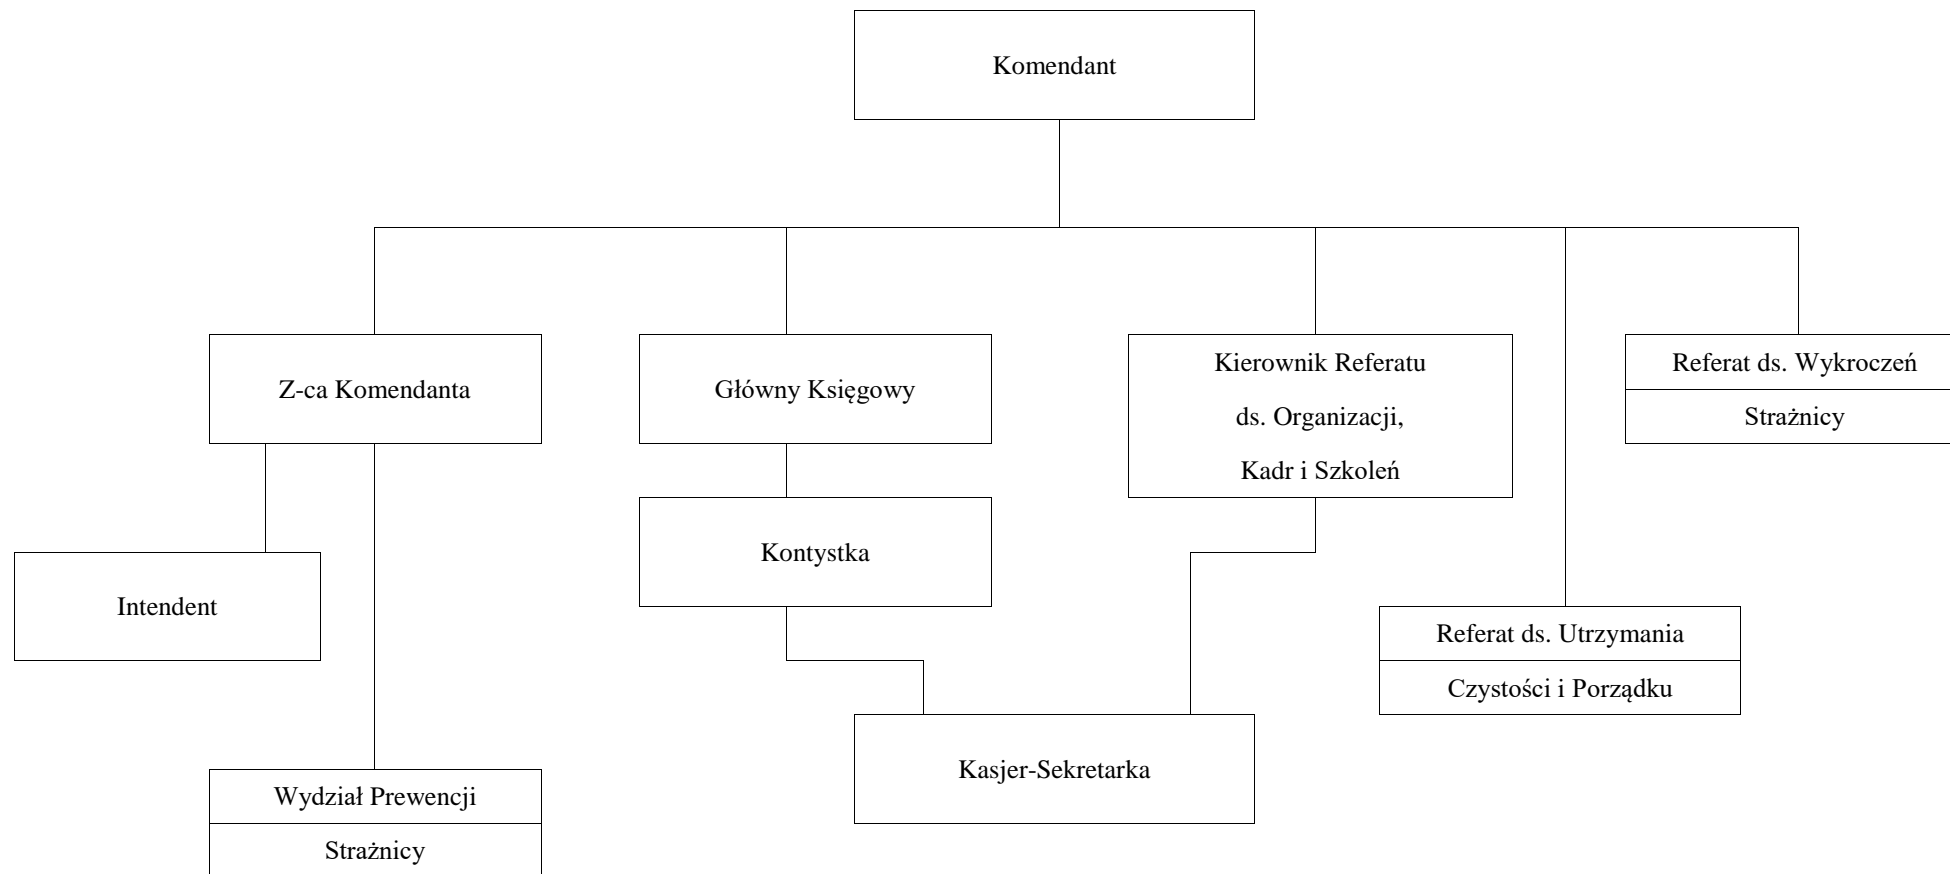 Komendant
Z-ca Komendanta
Główny Księgowy
Kierownik Referatu
ds. Organizacji,
Kadr i Szkoleń
Referat ds. Wykroczeń
Strażnicy
Kontystka
Intendent
Referat ds. Utrzymania
Czystości i Porządku
Kasjer-Sekretarka
Wydział Prewencji
Strażnicy